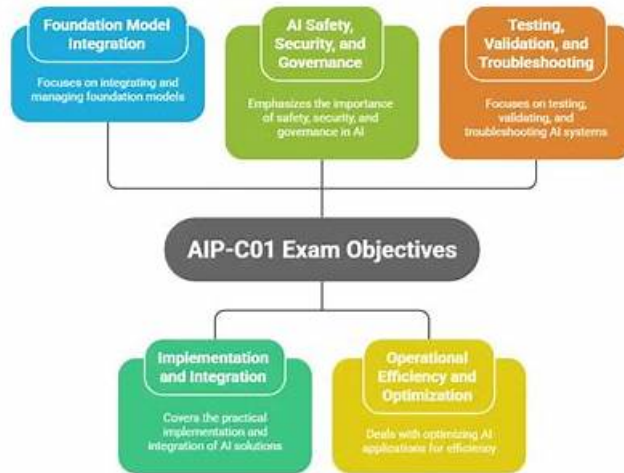 Foundation Model
Integration
Focuses on integrating and
managing foundation models
AI Safety,
Security, and
Governance
Emphasizes the importance
of safety, security, and
governance in AI
Testing,
Validation, and
Troubleshooting
Focuses on testing,
validating, and
troubleshooting AI systems
AIP-C01 Exam Objectives
Implementation
and Integration
Covers the practical
implementation and
integration of AI solutions
Operational
Efficiency and
Optimization
Deals with optimizing AI
applications for efficiency